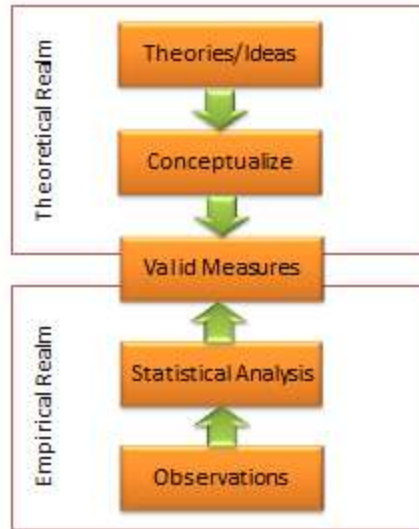 Theoretical Realm
Theories/Ideas
Conceptualize
Valid Measures
Empirical Realm
Statistical Analysis
Observations